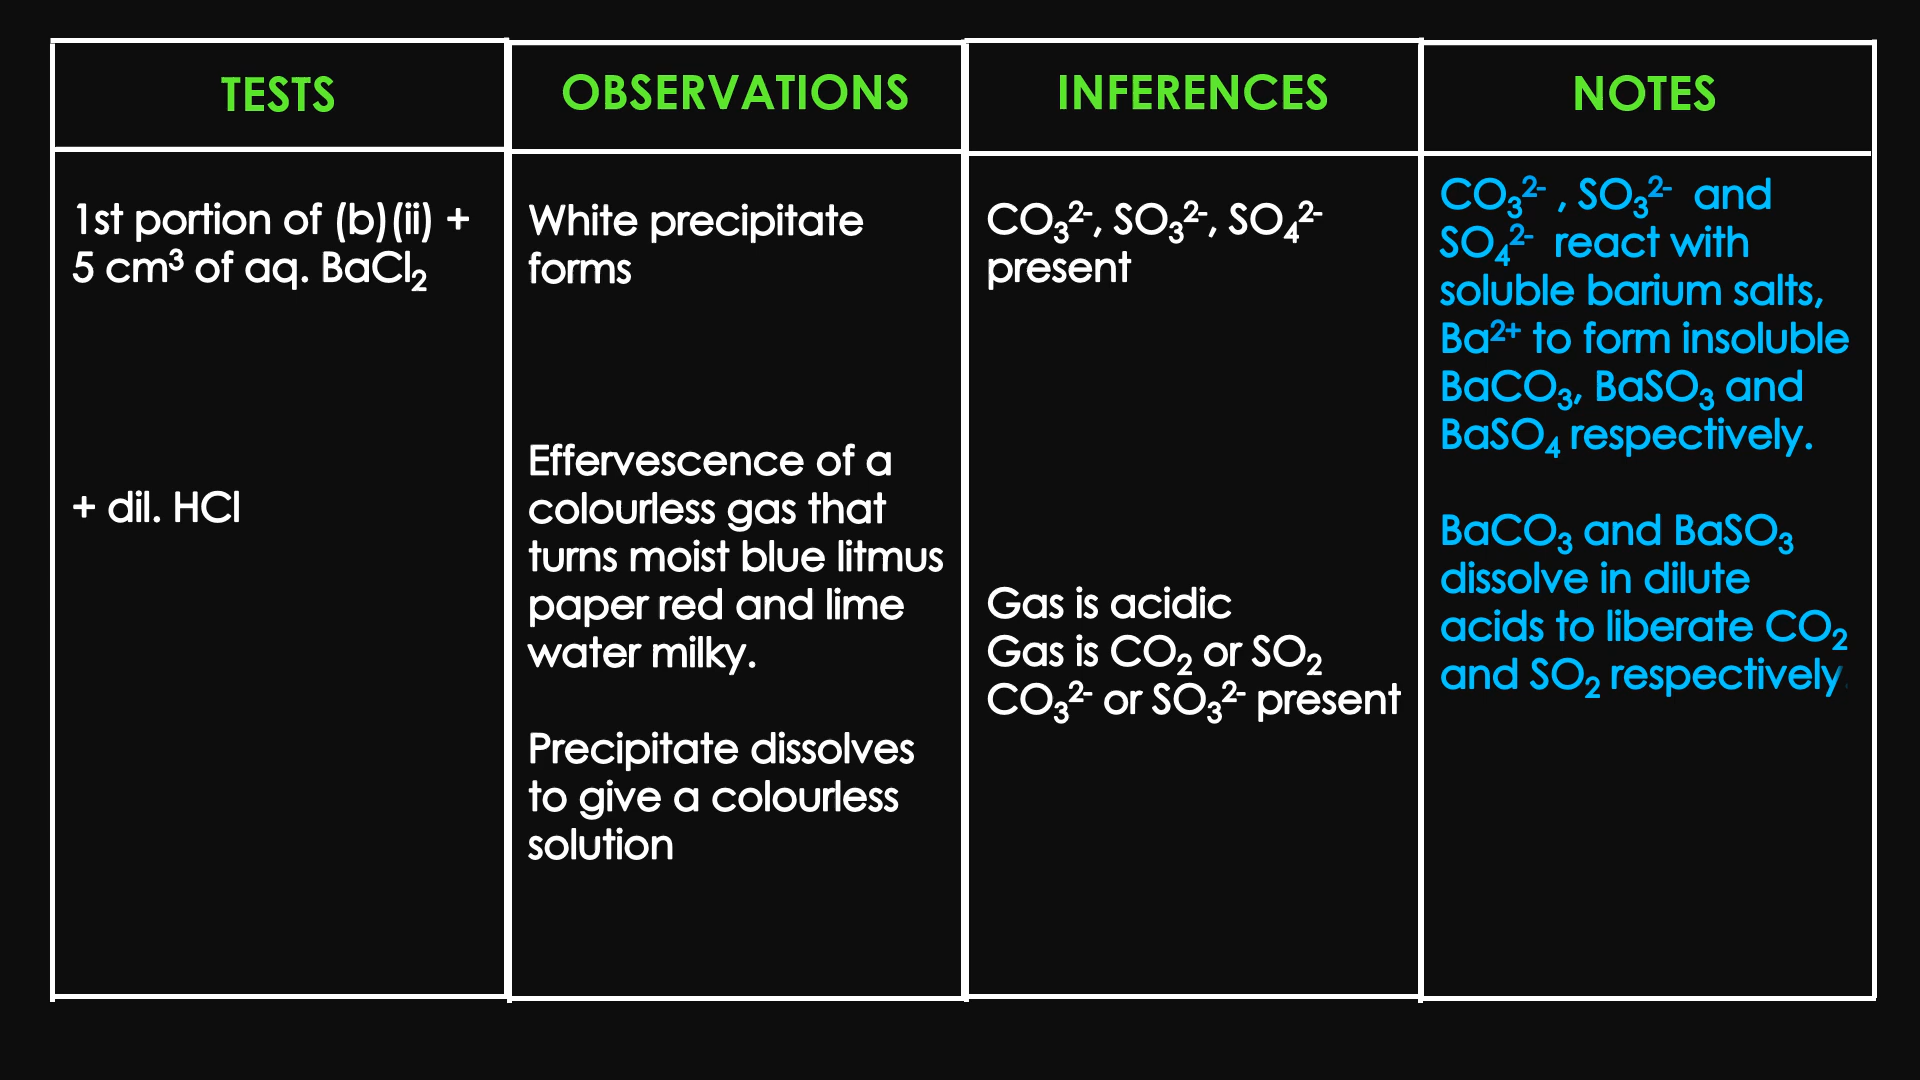 TESTS
OBSERVATIONS
INFERENCES
NOTES
1st portion of (b)(ii) +
5 cm³ of aq. BaCl₂
+ dil. HCl
White precipitate
forms
Effervescence of a
colourless gas that
turns moist blue litmus
paper red and lime
water milky.
Precipitate dissolves
to give a colourless
solution
CO₃²⁻, SO₃²⁻, SO₄²⁻
present
Gas is acidic
Gas is CO₂ or SO₂
CO₃²⁻ or SO₃²⁻ present
CO₃²⁻ , SO₃²⁻ and
SO₄²⁻ react with
soluble barium salts,
Ba²⁺ to form insoluble
BaCO₃, BaSO₃ and
BaSO₄ respectively.
BaCO₃ and BaSO₃
dissolve in dilute
acids to liberate CO₂
and SO₂ respectively.